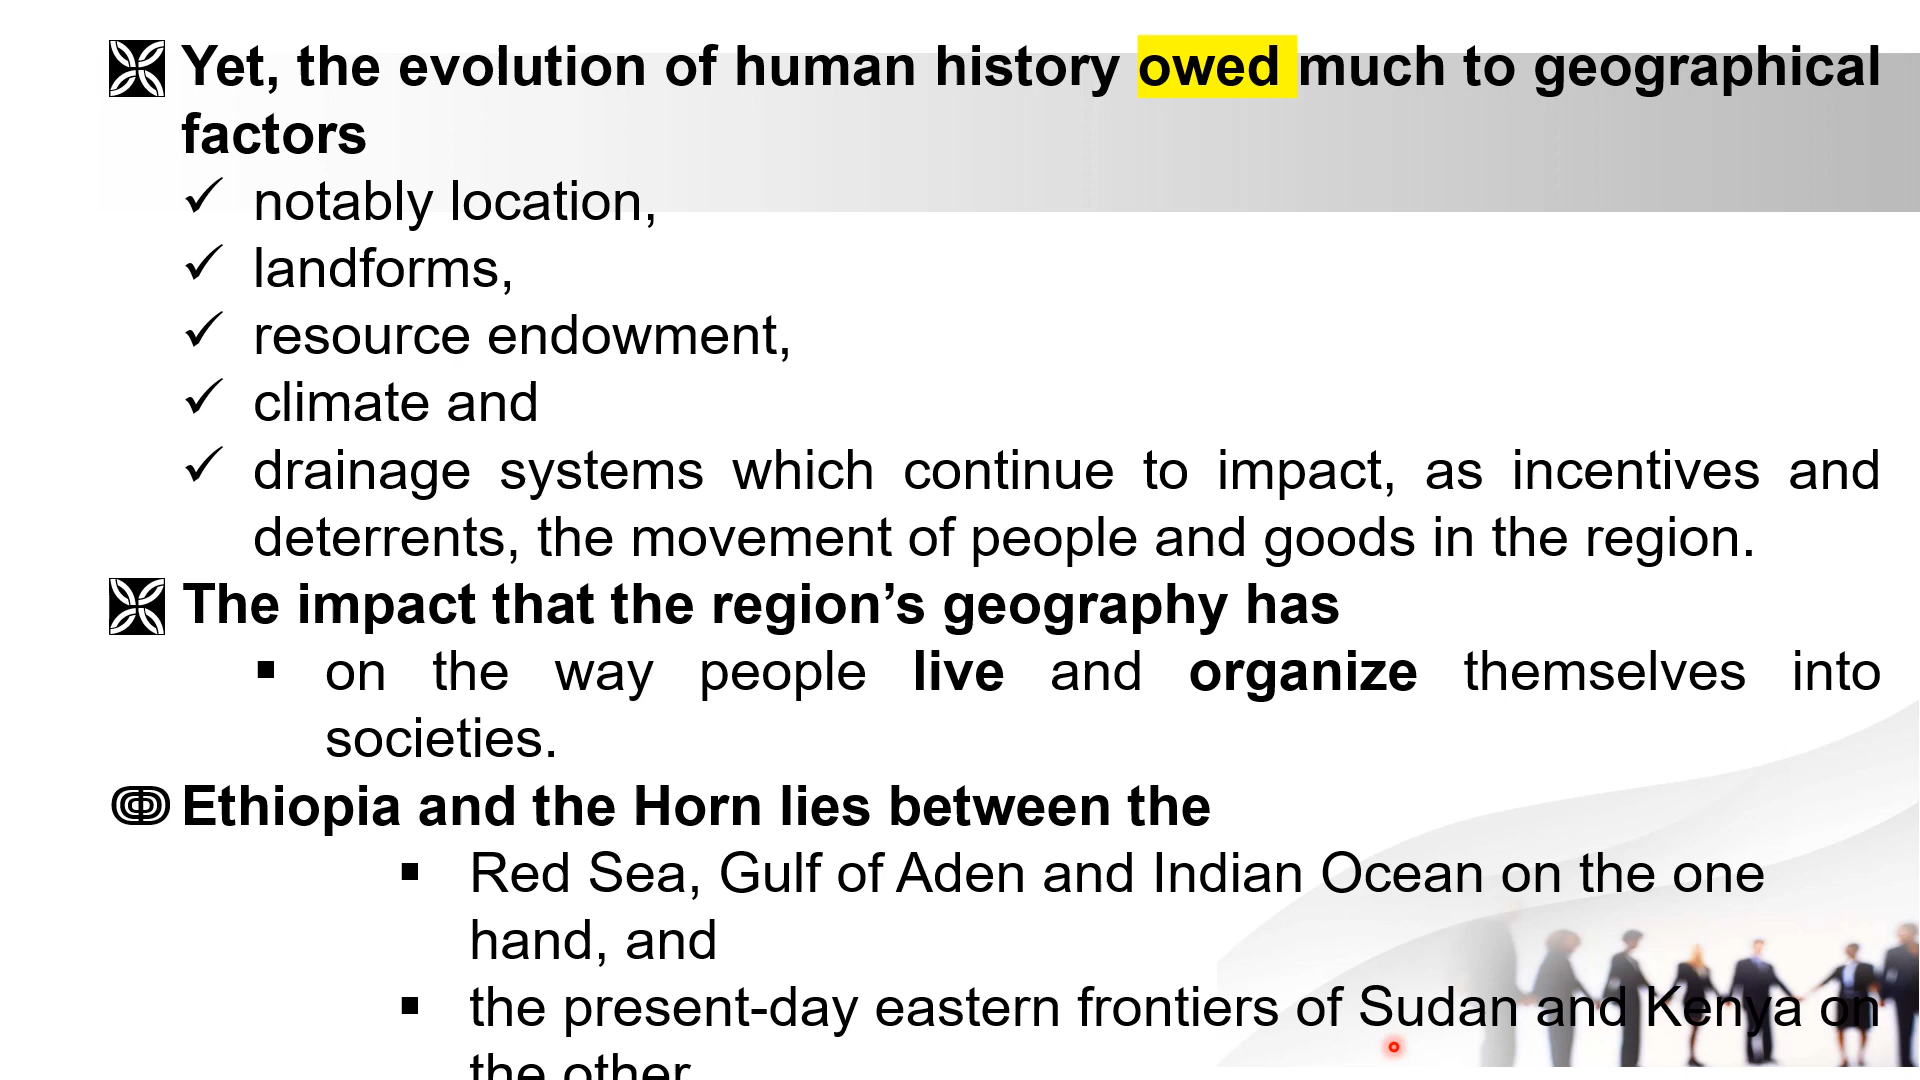 Yet, the evolution of human history owed much to geographical
factors
✓ notably location,
✓ landforms,
✓ resource endowment,
✓ climate and
✓ drainage systems which continue to impact, as incentives and
deterrents, the movement of people and goods in the region.
The impact that the region’s geography has
▪ on the way people live and organize themselves into
societies.
Ethiopia and the Horn lies between the
▪ Red Sea, Gulf of Aden and Indian Ocean on the one
hand, and
▪ the present-day eastern frontiers of Sudan and Kenya on
the other